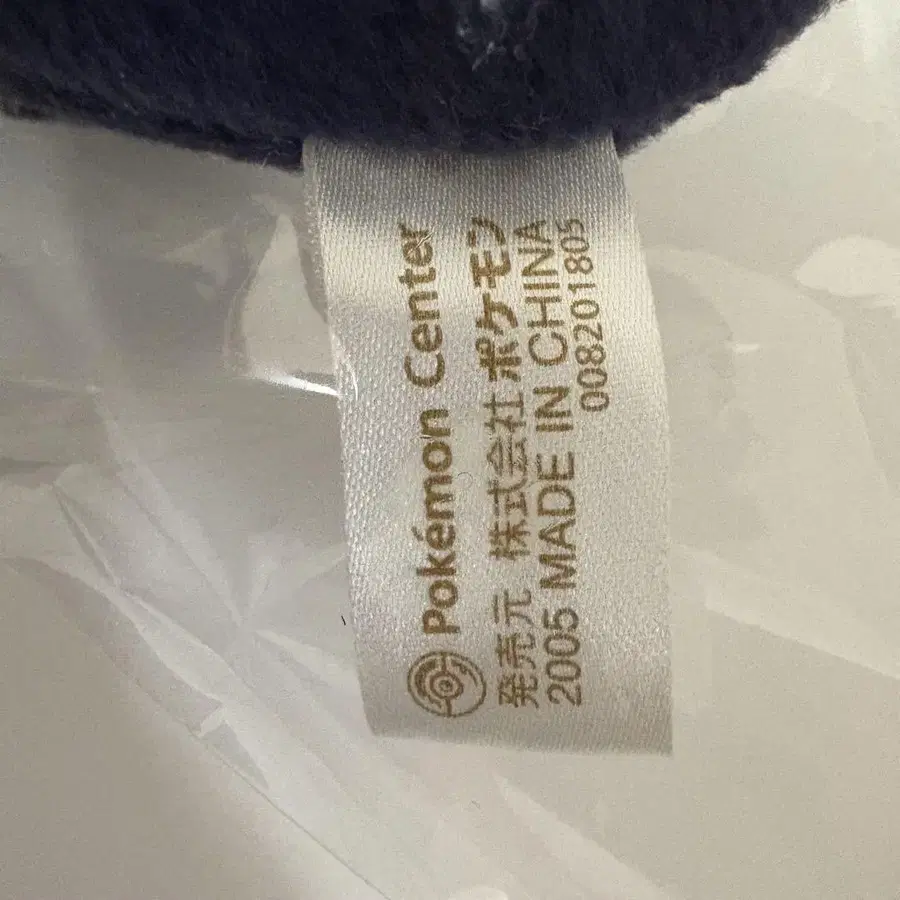 Pokémon Center
発売元 株式会社ポケモン
2005 MADE IN CHINA
008201805